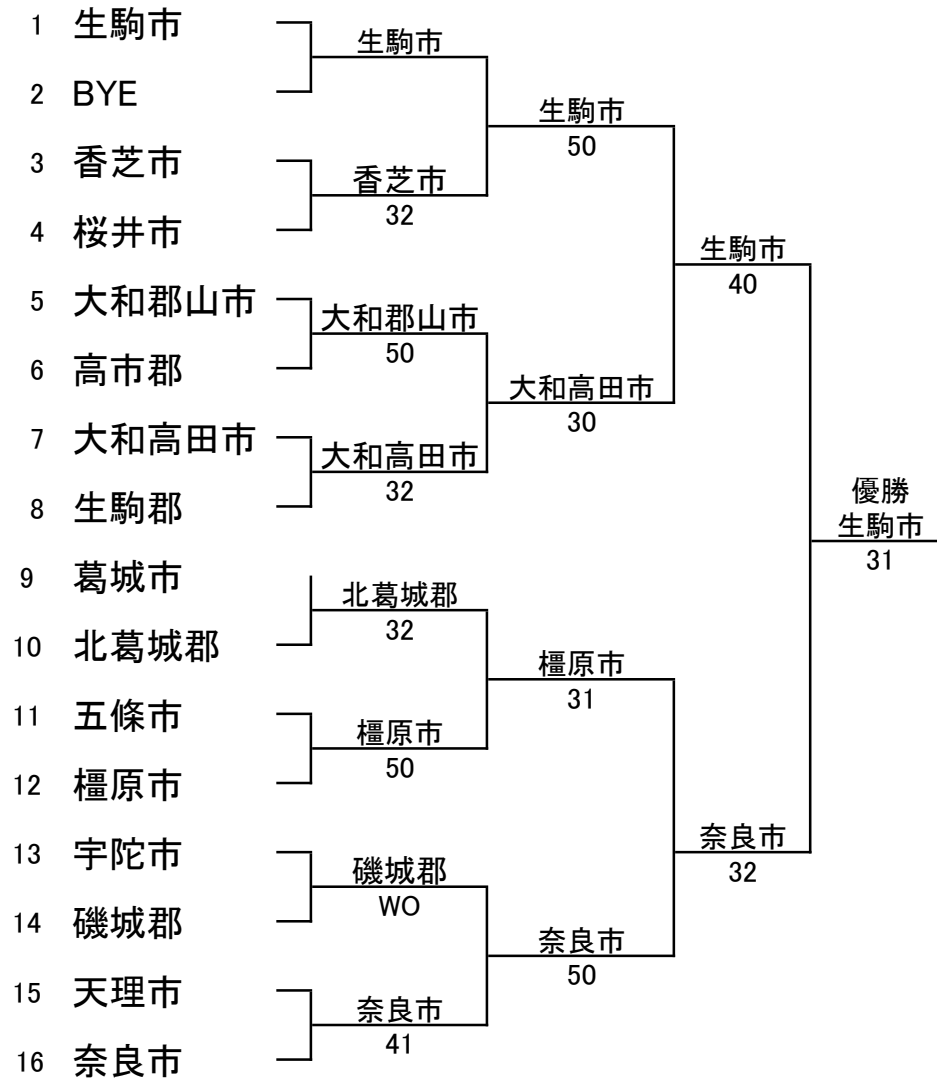 1 生駒市
生駒市
2 BYE
生駒市
50
3 香芝市
香芝市
32
4 桜井市
生駒市
40
5 大和郡山市
大和郡山市
50
6 高市郡
大和高田市
30
7 大和高田市
大和高田市
32
8 生駒郡
優勝
生駒市
31
9 葛城市
北葛城郡
32
10 北葛城郡
橿原市
31
11 五條市
橿原市
50
12 橿原市
奈良市
32
13 宇陀市
磯城郡
WO
14 磯城郡
奈良市
50
15 天理市
奈良市
41
16 奈良市